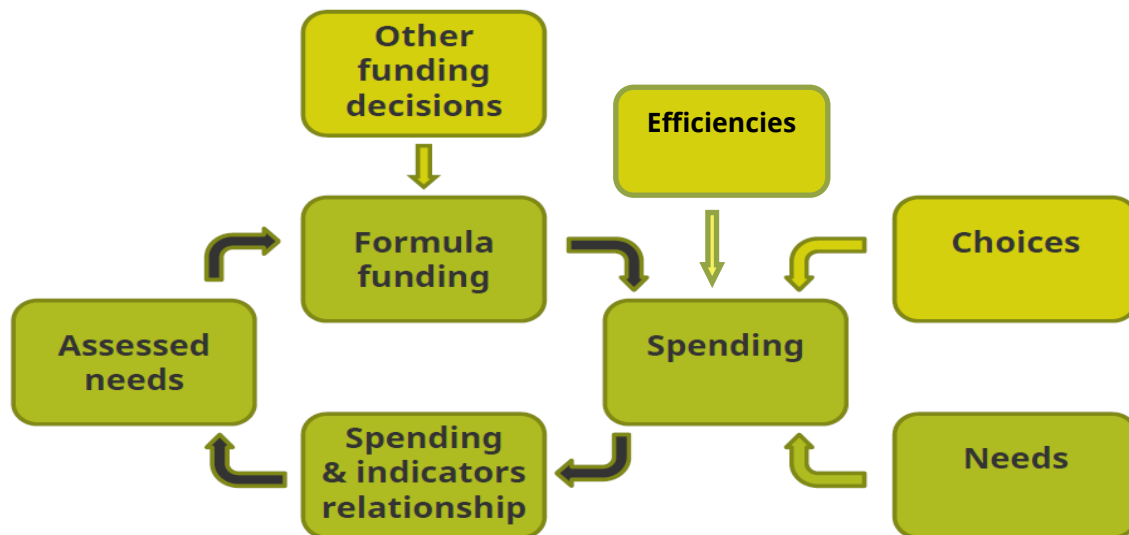 Other
funding
decisions
Efficiencies
Formula
funding
Choices
Assessed
needs
Spending
Spending
& indicators
relationship
Needs